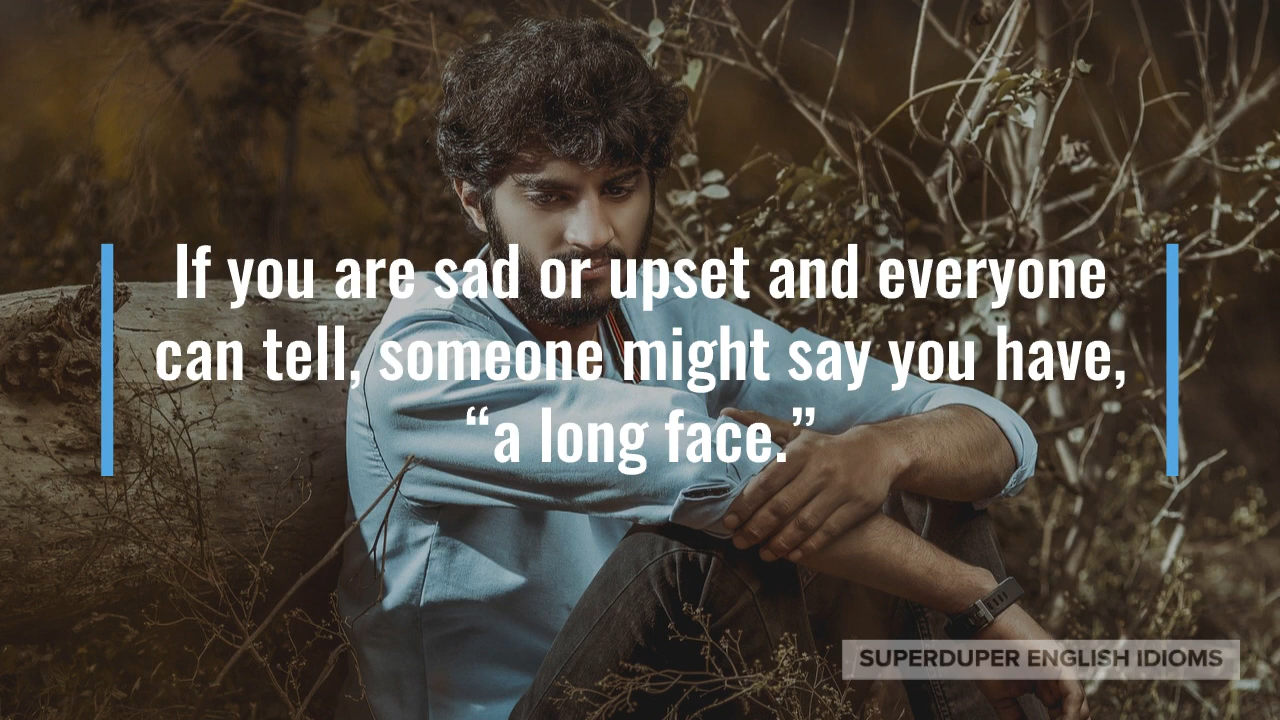 If you are sad or upset and everyone
can tell, someone might say you have,
“a long face.”
SUPERDUPER ENGLISH IDIOMS